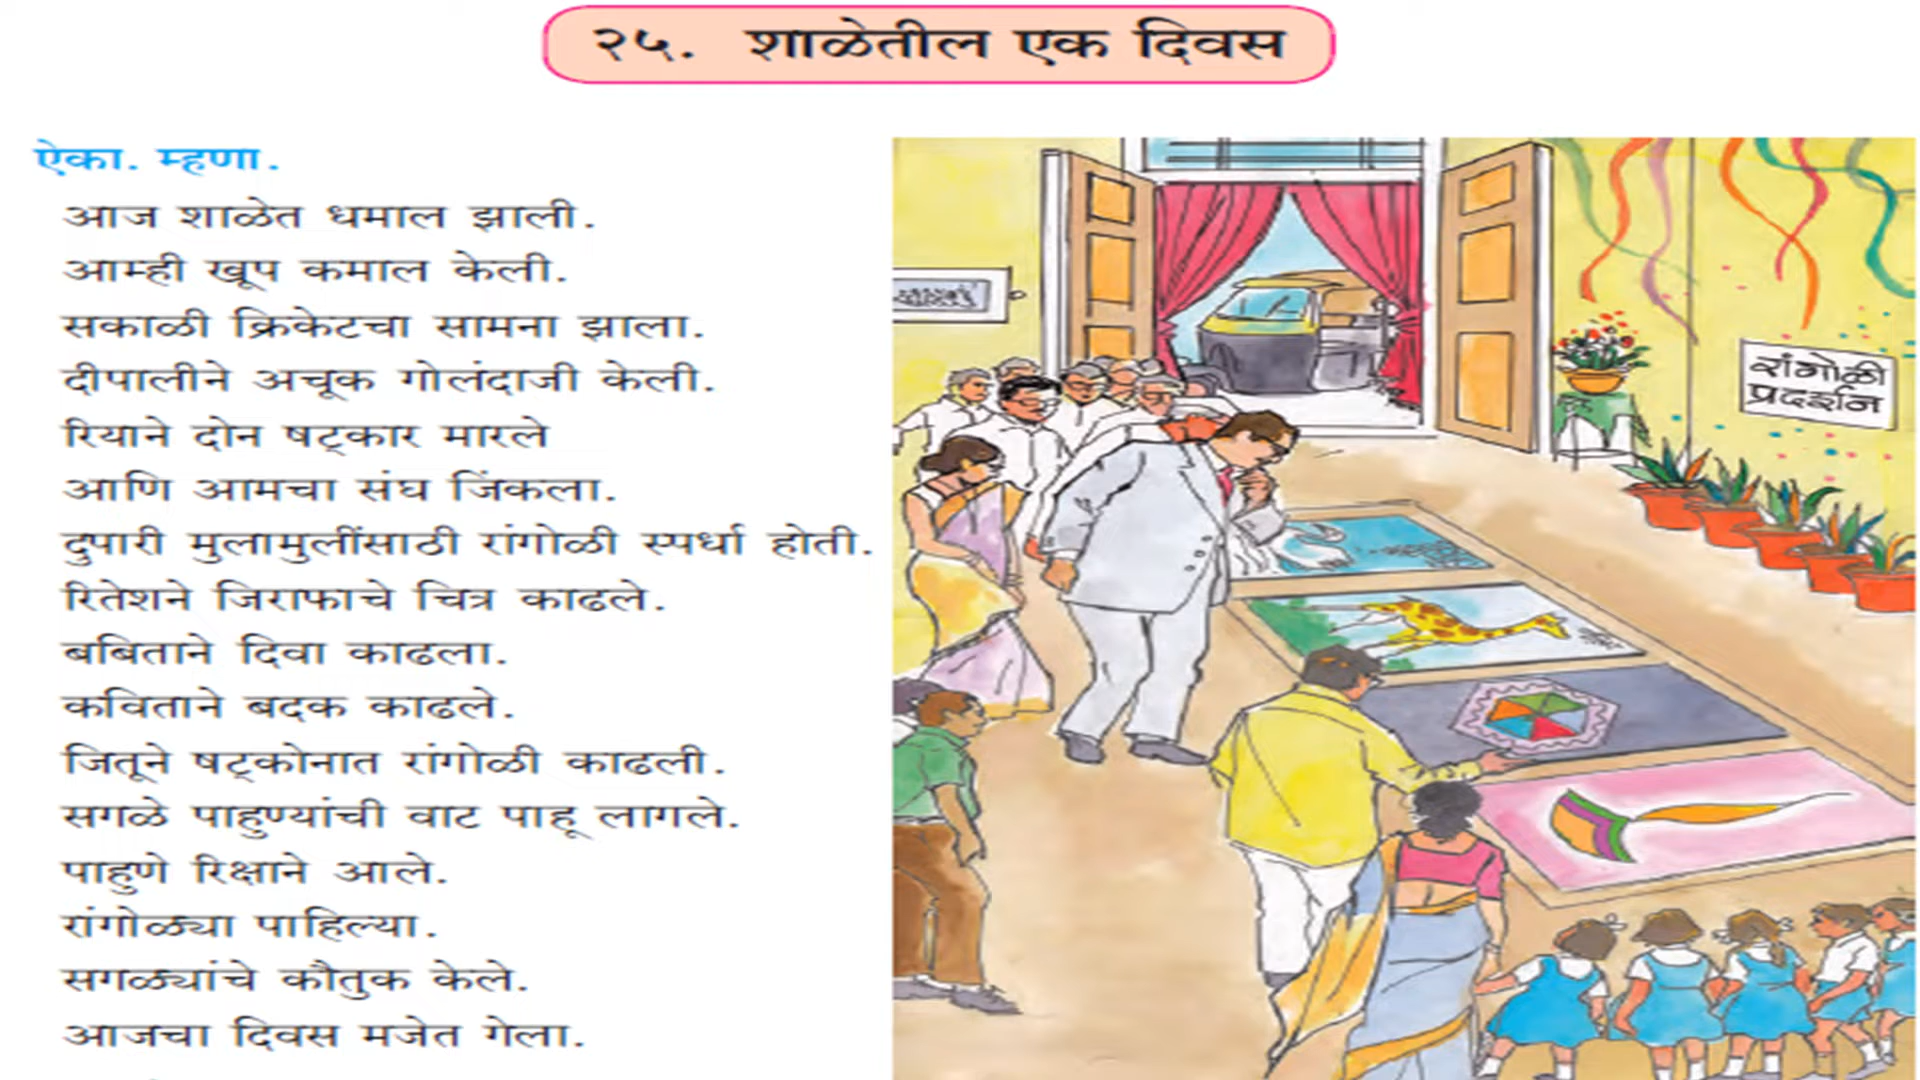 २५. शाळेतील एक दिवस
ऐका. म्हणा.
आज शाळेत धमाल झाली.
आम्ही खूप कमाल केली.
सकाळी क्रिकेटचा सामना झाला.
दीपालीने अचूक गोलंदाजी केली.
रियाने दोन षट्कार मारले
आणि आमचा संघ जिंकला.
दुपारी मुलामुलींसाठी रांगोळी स्पर्धा होती.
रितेशने जिराफाचे चित्र काढले.
बबिताने दिवा काढला.
कविताने बदक काढले.
जितूने षट्कोनात रांगोळी काढली.
सगळे पाहुण्यांची वाट पाहू लागले.
पाहुणे रिक्षाने आले.
रांगोळ्या पाहिल्या.
सगळ्यांचे कौतुक केले.
आजचा दिवस मजेत गेला.
रांगोळी
प्रदर्शन